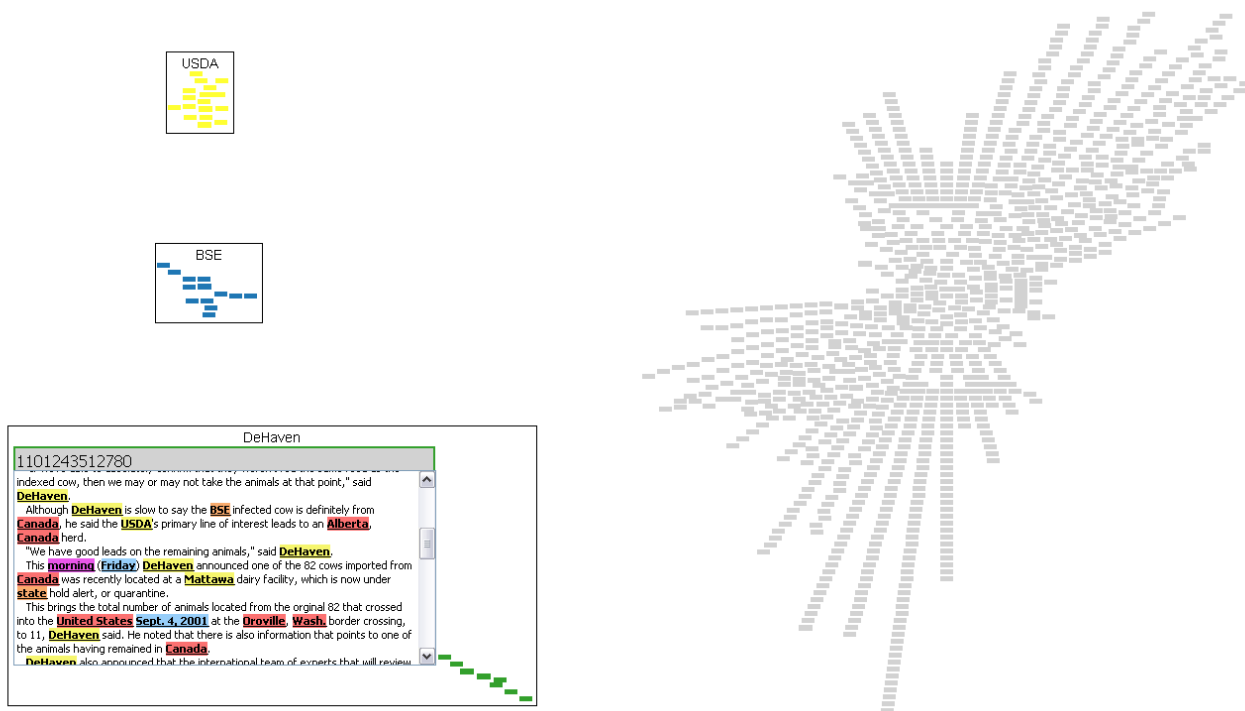 USDA
BSE
DeHaven
1101243512780
indexed cow, then we may or may not take the animals at that point," said
DeHaven.
Although DeHaven is slow to say the BSE infected cow is definitely from
Canada, he said the USDA's primary line of interest leads to an Alberta,
Canada herd.
"We have good leads on the remaining animals," said DeHaven.
This morning (Friday) DeHaven announced one of the 82 cows imported from
Canada was recently located at a Mattawa dairy facility, which is now under
state hold alert, or quarantine.
This brings the total number of animals located from the orginal 82 that crossed
into the United States Sept. 4, 2001 at the Oroville, Wash. border crossing,
to 11, DeHaven said. He noted that there is also information that points to one of
the animals having remained in Canada.
DeHaven also announced that the international team of experts that will review